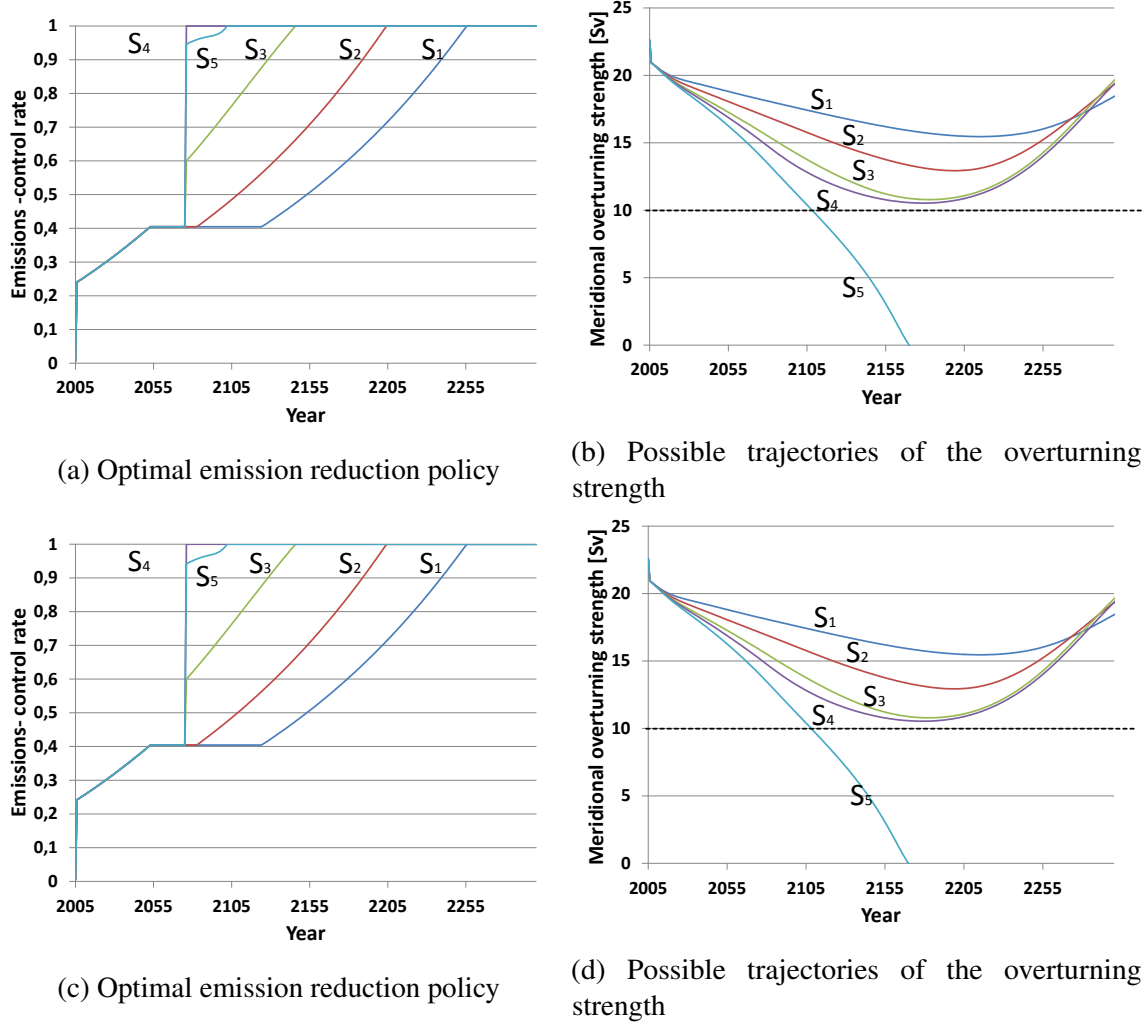 1
0,9
0,8
0,7
0,6
0,5
0,4
0,3
0,2
0,1
0
Emissions -control rate
S4
S5
S3
S2
S1
2005 2055 2105 2155 2205 2255
Year
(a) Optimal emission reduction policy
25
20
15
10
5
0
Meridional overturning strength [Sv]
S1
S2
S3
S4
S5
2005 2055 2105 2155 2205 2255
Year
(b) Possible trajectories of the overturning
strength
1
0,9
0,8
0,7
0,6
0,5
0,4
0,3
0,2
0,1
0
Emissions- control rate
S4
S5
S3
S2
S1
2005 2055 2105 2155 2205 2255
Year
(c) Optimal emission reduction policy
25
20
15
10
5
0
Meridional overturning strength [Sv]
S1
S2
S3
S4
S5
2005 2055 2105 2155 2205 2255
Year
(d) Possible trajectories of the overturning
strength